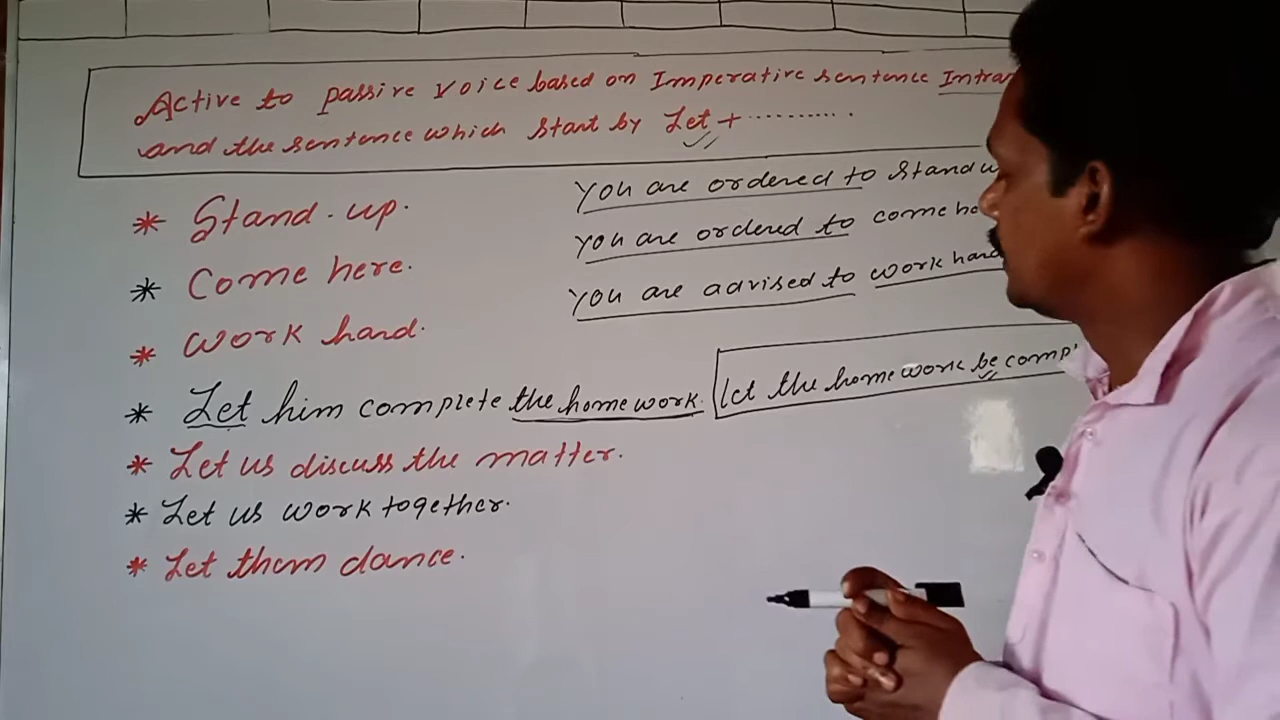 Active to passive voice based on Imperative sentence
and the sentence which start by Let + ...........
* Stand. up.
You are ordered to stand
* Come here.
You are ordered to come
* work hard.
You are advised to work hard
* Let him complete the home work.
let the home work be
* Let us discuss the matter.
* Let us work together.
* Let them dance.